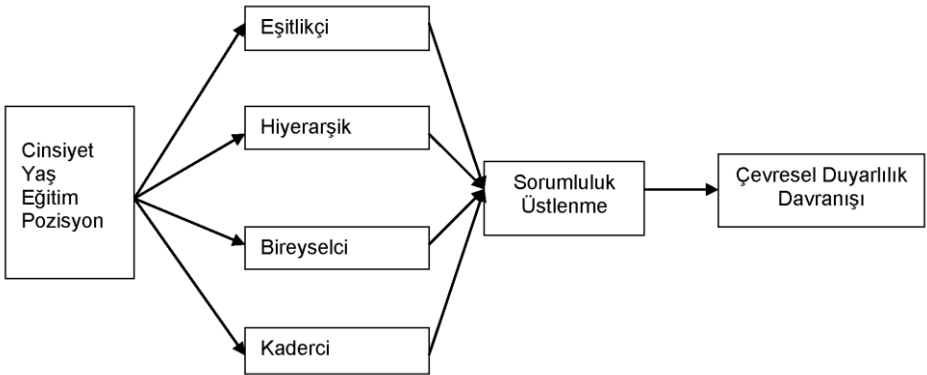 Cinsiyet
Yaş
Eğitim
Pozisyon
Eşitlikçi
Hiyerarşik
Bireyselci
Kaderci
Sorumluluk
Üstlenme
Çevresel Duyarlılık
Davranışı